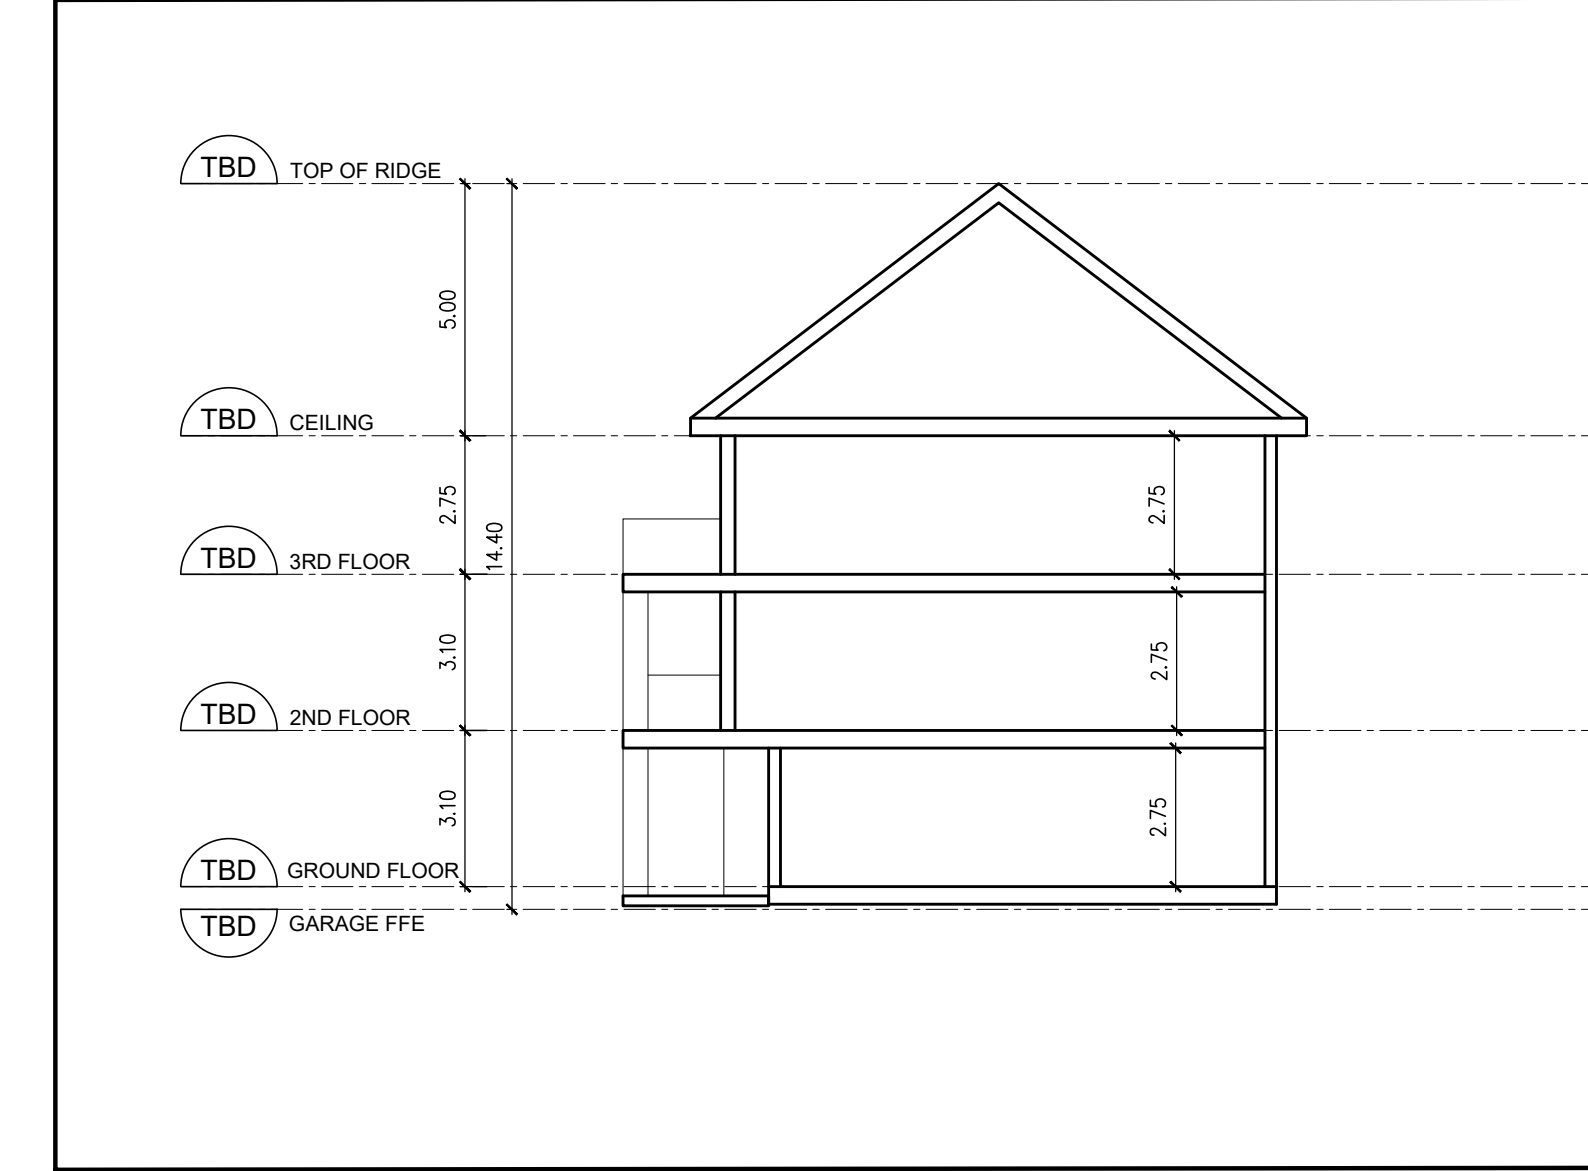 TBD TOP OF RIDGE
5.00
TBD CEILING
2.75
2.75
14.40
TBD 3RD FLOOR
3.10
2.75
TBD 2ND FLOOR
3.10
2.75
TBD GROUND FLOOR
TBD GARAGE FFE